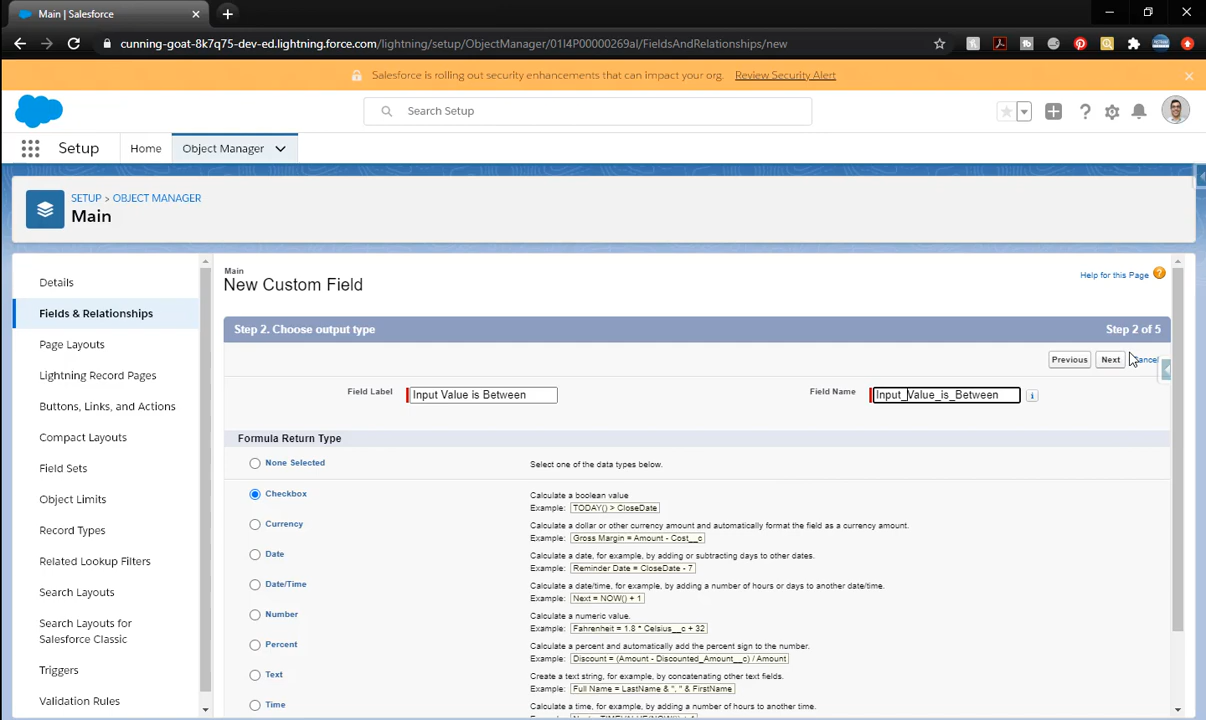 Main | Salesforce
cunning-goat-8k7q75-dev-ed.lightning.force.com/lightning/setup/ObjectManager/01I4P00000269al/FieldsAndRelationships/new
Salesforce is rolling out security enhancements that can impact your org. Review Security Alert
Search Setup
Setup Home Object Manager
SETUP > OBJECT MANAGER
Main
Details
Fields & Relationships
Page Layouts
Lightning Record Pages
Buttons, Links, and Actions
Compact Layouts
Field Sets
Object Limits
Record Types
Related Lookup Filters
Search Layouts
Search Layouts for
Salesforce Classic
Triggers
Validation Rules
Main
New Custom Field
Help for this Page ?
Step 2. Choose output type Step 2 of 5
Previous Next Cancel
Field Label Input Value is Between Field Name Input_Value_is_Between i
Formula Return Type
None Selected Select one of the data types below.
Checkbox Calculate a boolean value
Example: TODAY() > CloseDate
Currency Calculate a dollar or other currency amount and automatically format the field as a currency amount.
Example: Gross Margin = Amount - Cost__c
Date Calculate a date, for example, by adding or subtracting days to other dates.
Example: Reminder Date = CloseDate - 7
Date/Time Calculate a date/time, for example, by adding a number of hours or days to another date/time.
Example: Next = NOW() + 1
Number Calculate a numeric value.
Example: Fahrenheit = 1.8 * Celsius__c + 32
Percent Calculate a percent and automatically add the percent sign to the number.
Example: Discount = (Amount - Discounted_Amount__c) / Amount
Text Create a text string, for example, by concatenating other text fields.
Example: Full Name = LastName & ", " & FirstName
Time Calculate a time, for example, by adding a number of hours to another time.